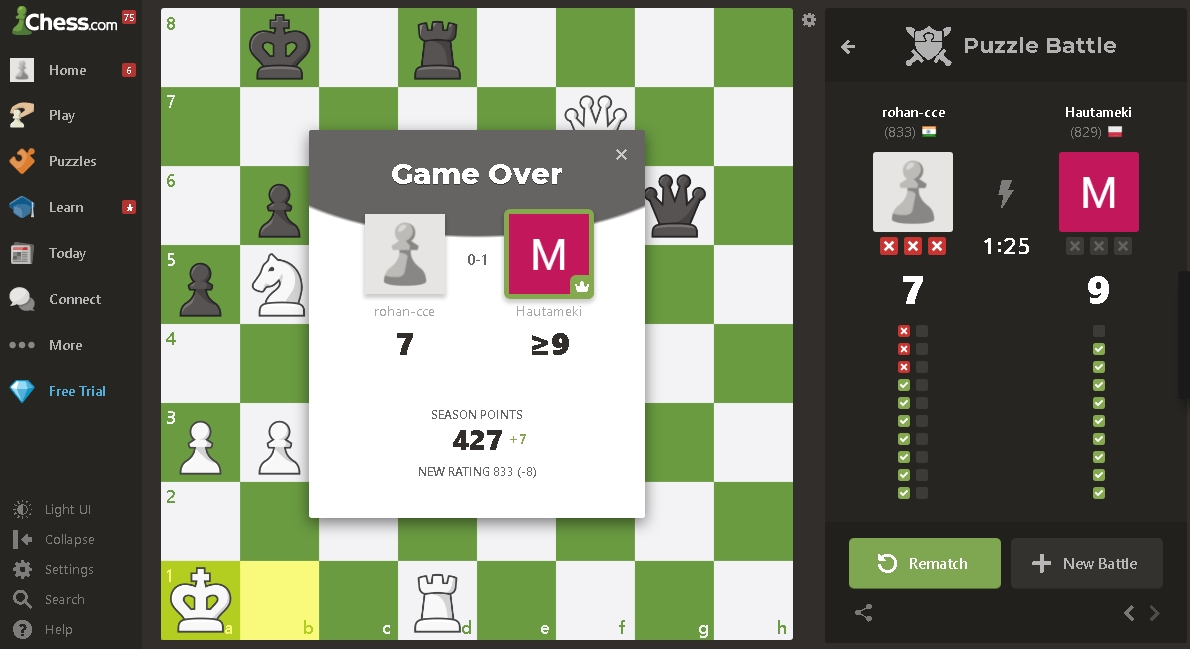 Chess.com 75
Home 6
Play
Puzzles
Learn
Today
Connect
More
Free Trial
Light UI
Collapse
Settings
Search
Help
8
7
6
5
4
3
2
1
a b c d e f g h
Game Over
0-1
M
rohan-cce Hautameki
7 ≥9
SEASON POINTS
427 +7
NEW RATING 833 (-8)
Puzzle Battle
rohan-cce Hautameki
(833) (829)
M
1:25
7 9
Rematch New Battle